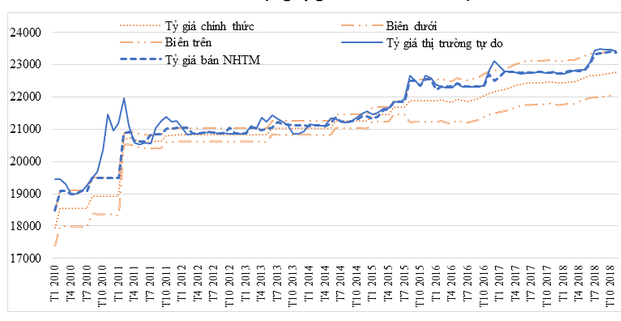 Tỷ giá chính thức
Biên dưới
Biên trên
Tỷ giá thị trường tự do
Tỷ giá bán NHTM
24000
23000
22000
21000
20000
19000
18000
17000
T1 2010
T4 2010
T7 2010
T10 2010
T1 2011
T4 2011
T7 2011
T10 2011
T1 2012
T4 2012
T7 2012
T10 2012
T1 2013
T4 2013
T7 2013
T10 2013
T1 2014
T4 2014
T7 2014
T10 2014
T1 2015
T4 2015
T7 2015
T10 2015
T1 2016
T4 2016
T7 2016
T10 2016
T1 2017
T4 2017
T7 2017
T10 2017
T1 2018
T4 2018
T7 2018
T10 2018